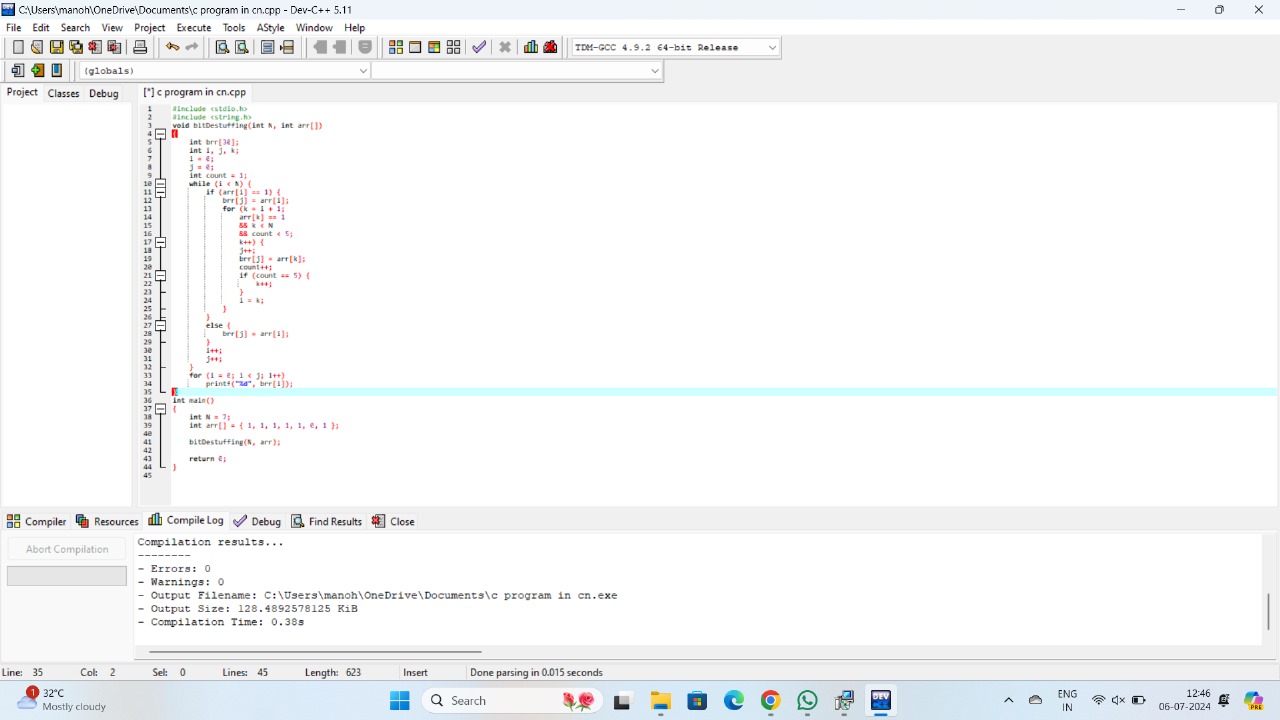 C:\Users\manoh\OneDrive\Documents\c program in cn.cpp - Dev-C++ 5.11
File Edit Search View Project Execute Tools AStyle Window Help
TDM-GCC 4.9.2 64-bit Release
(globals)
Project Classes Debug
[*] c program in cn.cpp
1 #include <stdio.h>
2 #include <string.h>
3 void bitDestuffing(int N, int arr[])
4 {
5 int brr[30];
6 int i, j, k;
7 i = 0;
8 j = 0;
9 int count = 1;
10 while (i < N) {
11 if (arr[i] == 1) {
12 brr[j] = arr[i];
13 for (k = i + 1;
14 arr[k] == 1
15 && k < N
16 && count < 5;
17 k++) {
18 j++;
19 brr[j] = arr[k];
20 count++;
21 if (count == 5) {
22 k++;
23 }
24 i = k;
25 }
26 }
27 else {
28 brr[j] = arr[i];
29 }
30 i++;
31 j++;
32 }
33 for (i = 0; i < j; i++)
34 printf("%d", brr[i]);
35 }
36 int main()
37 {
38 int N = 7;
39 int arr[] = { 1, 1, 1, 1, 1, 0, 1 };
40
41 bitDestuffing(N, arr);
42
43 return 0;
44 }
45
Compiler Resources Compile Log Debug Find Results Close
Abort Compilation
Compilation results...
--------
- Errors: 0
- Warnings: 0
- Output Filename: C:\Users\manoh\OneDrive\Documents\c program in cn.exe
- Output Size: 128.4892578125 KiB
- Compilation Time: 0.38s
Line: 35 Col: 2 Sel: 0 Lines: 45 Length: 623 Insert Done parsing in 0.015 seconds
1
32°C
Mostly cloudy
Search
DEV
ENG
IN
12:46
06-07-2024
PRE